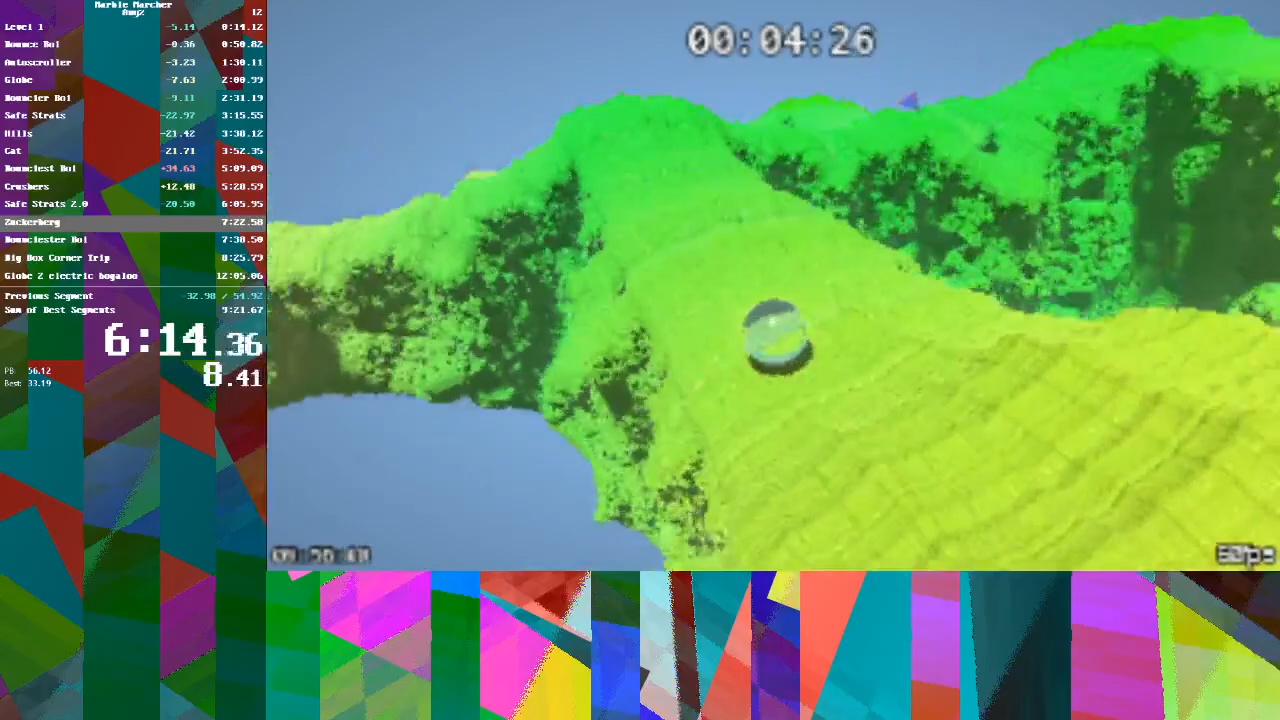 Marble Marcher
Any%
12
Level 1 -5.14 0:14.12
Bounce Boi -0.36 0:50.82
Autoscroller -3.23 1:30.11
Globe -7.63 2:00.99
Bouncier Boi -9.11 2:31.19
Safe Strats -22.97 3:15.55
Hills -21.42 3:38.12
Cat -21.71 3:52.35
Bounciest Boi +34.63 5:09.09
Crushers +12.48 5:28.59
Safe Strats 2.0 -20.50 6:05.95
Zuckerberg 7:22.58
Bounciester Boi 7:38.50
Big Box Corner Trip 8:25.79
Globe 2 electric bogaloo 12:05.06
Previous Segment -32.98 / 54.92
Sum of Best Segments 9:21.67
6:14.36
PB: 56.12
8.41
Best: 33.19
00:04:26